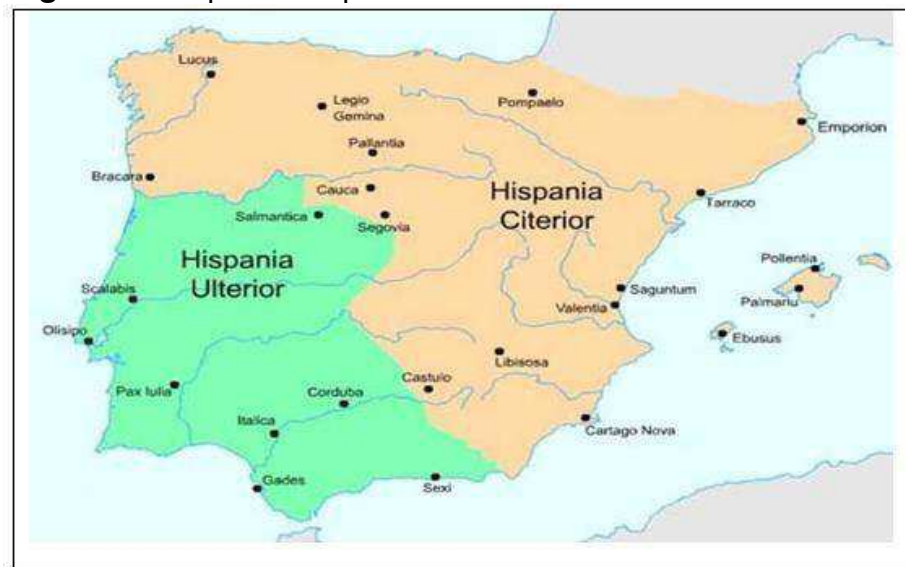 Lucus
Legio
Gemina
Pompaelo
Emporion
Pallantia
Bracara
Cauca
Hispania
Citerior
Tarraco
Salmantica
Segovia
Hispania
Ulterior
Pollentia
Scalabis
Saguntum
Palmariu
Valentia
Olisipo
Ebusus
Libisosa
Pax Iulia
Castulo
Corduba
Italica
Cartago Nova
Gades
Sexi